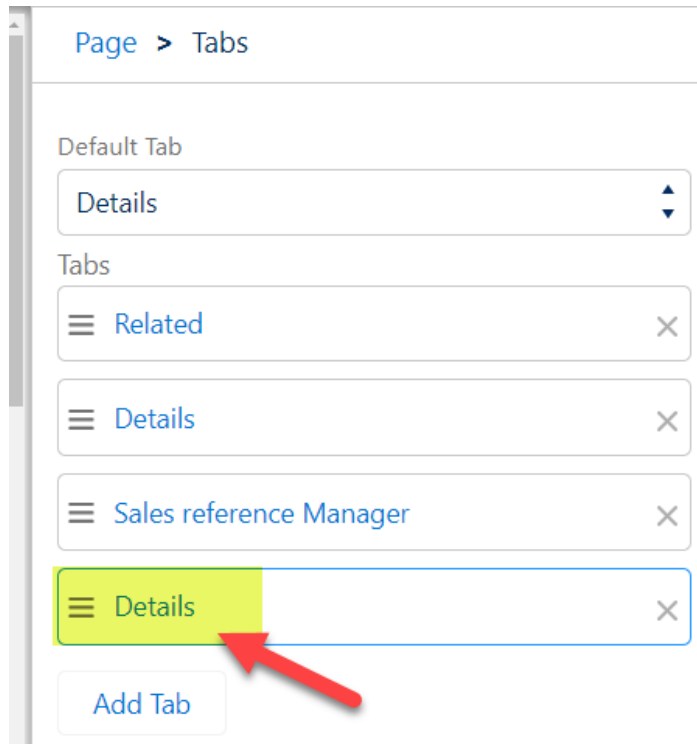 Page > Tabs
Default Tab
Details
Tabs
Related
Details
Sales reference Manager
Details
Add Tab